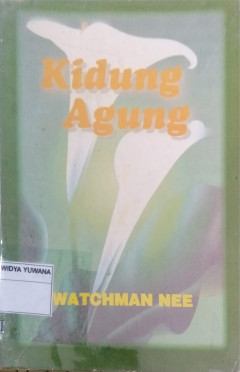 Kidung
Agung
WIDYA YUWANA
WATCHMAN NEE